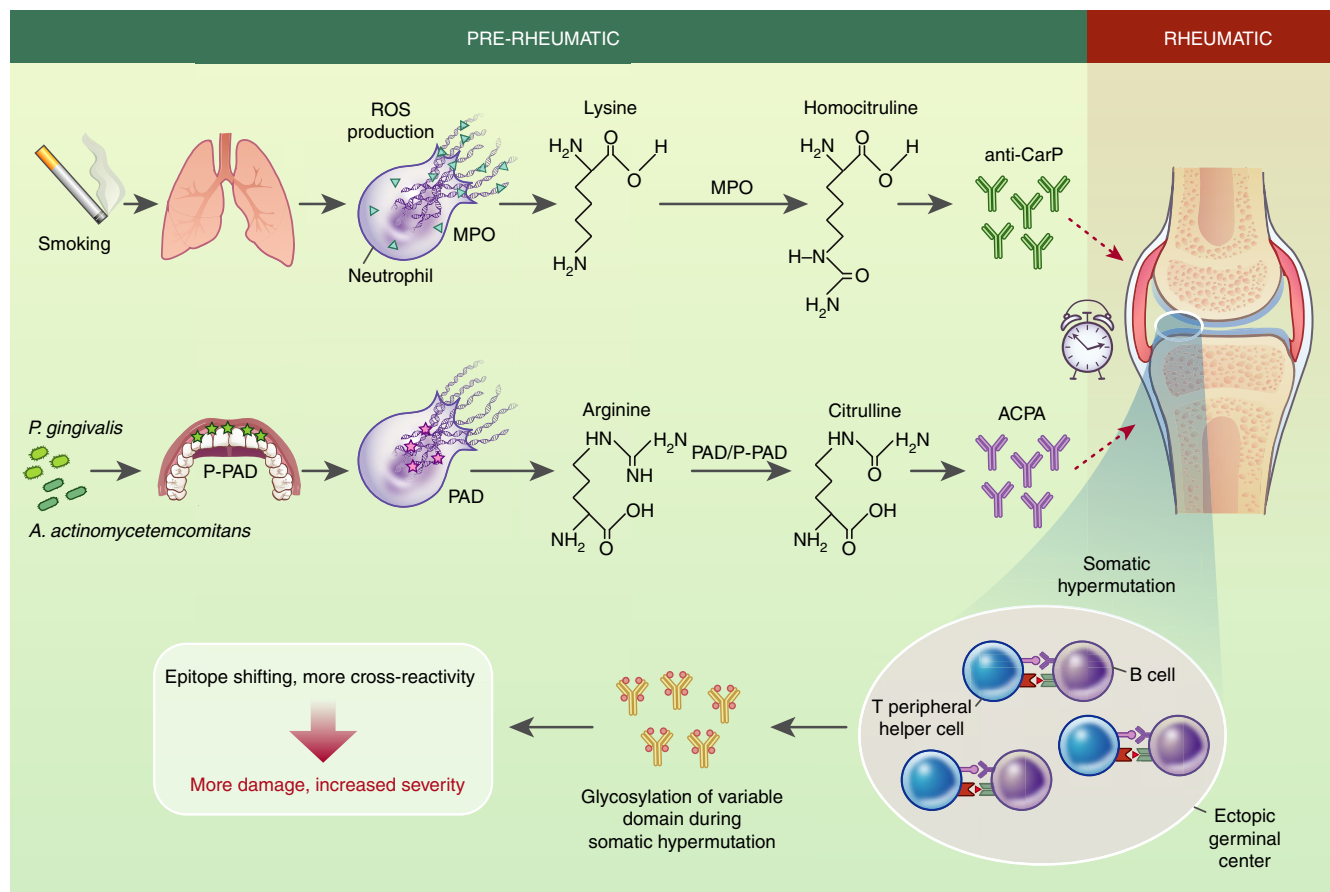 PRE-RHEUMATIC
RHEUMATIC
Smoking
ROS
production
MPO
Neutrophil
Lysine
H2N
O
H
O
H2N
MPO
Homocitruline
H2N
O
H
O
H–N
O
H2N
anti-CarP
P. gingivalis
A. actinomycetemcomitans
P-PAD
PAD
Arginine
HN
H2N
NH
OH
NH2
O
PAD/P-PAD
Citrulline
HN
H2N
O
OH
NH2
O
ACPA
Somatic
hypermutation
B cell
T peripheral
helper cell
Ectopic
germinal
center
Glycosylation of variable
domain during
somatic hypermutation
Epitope shifting, more cross-reactivity
More damage, increased severity